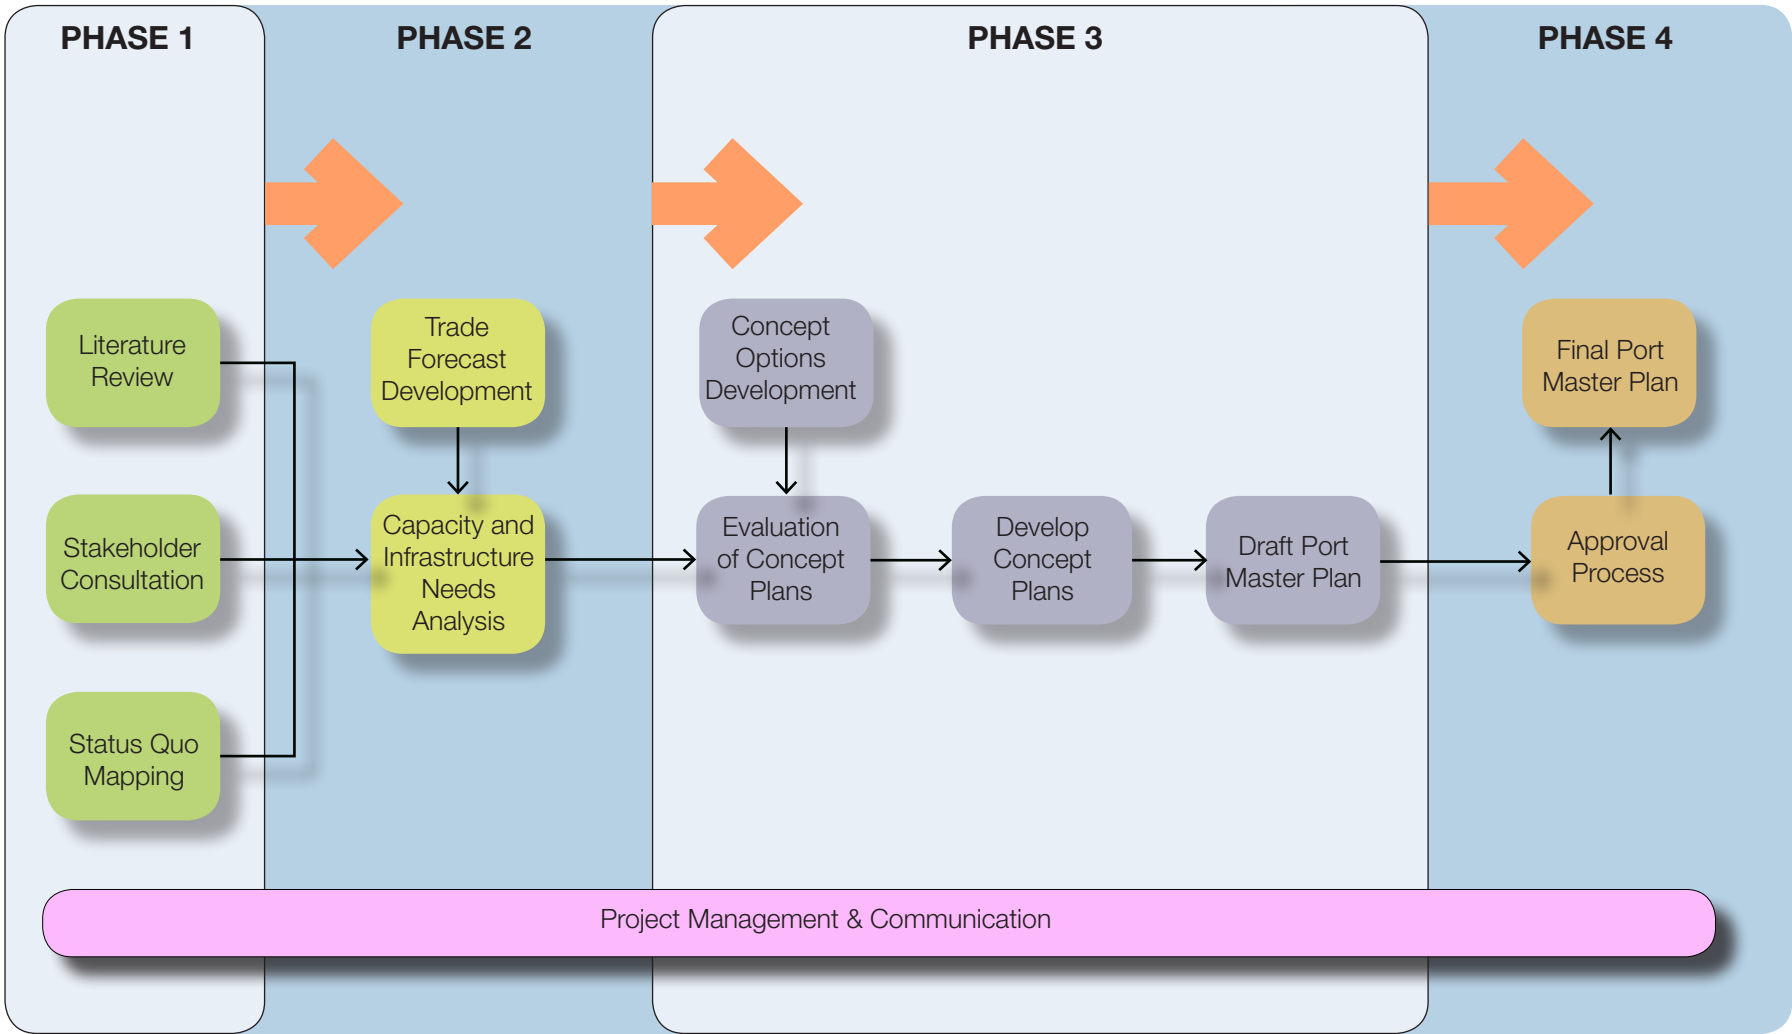 PHASE 1
PHASE 2
PHASE 3
PHASE 4
Literature
Review
Stakeholder
Consultation
Status Quo
Mapping
Trade
Forecast
Development
Capacity and
Infrastructure
Needs
Analysis
Concept
Options
Development
Evaluation
of Concept
Plans
Develop
Concept
Plans
Draft Port
Master Plan
Final Port
Master Plan
Approval
Process
Project Management & Communication